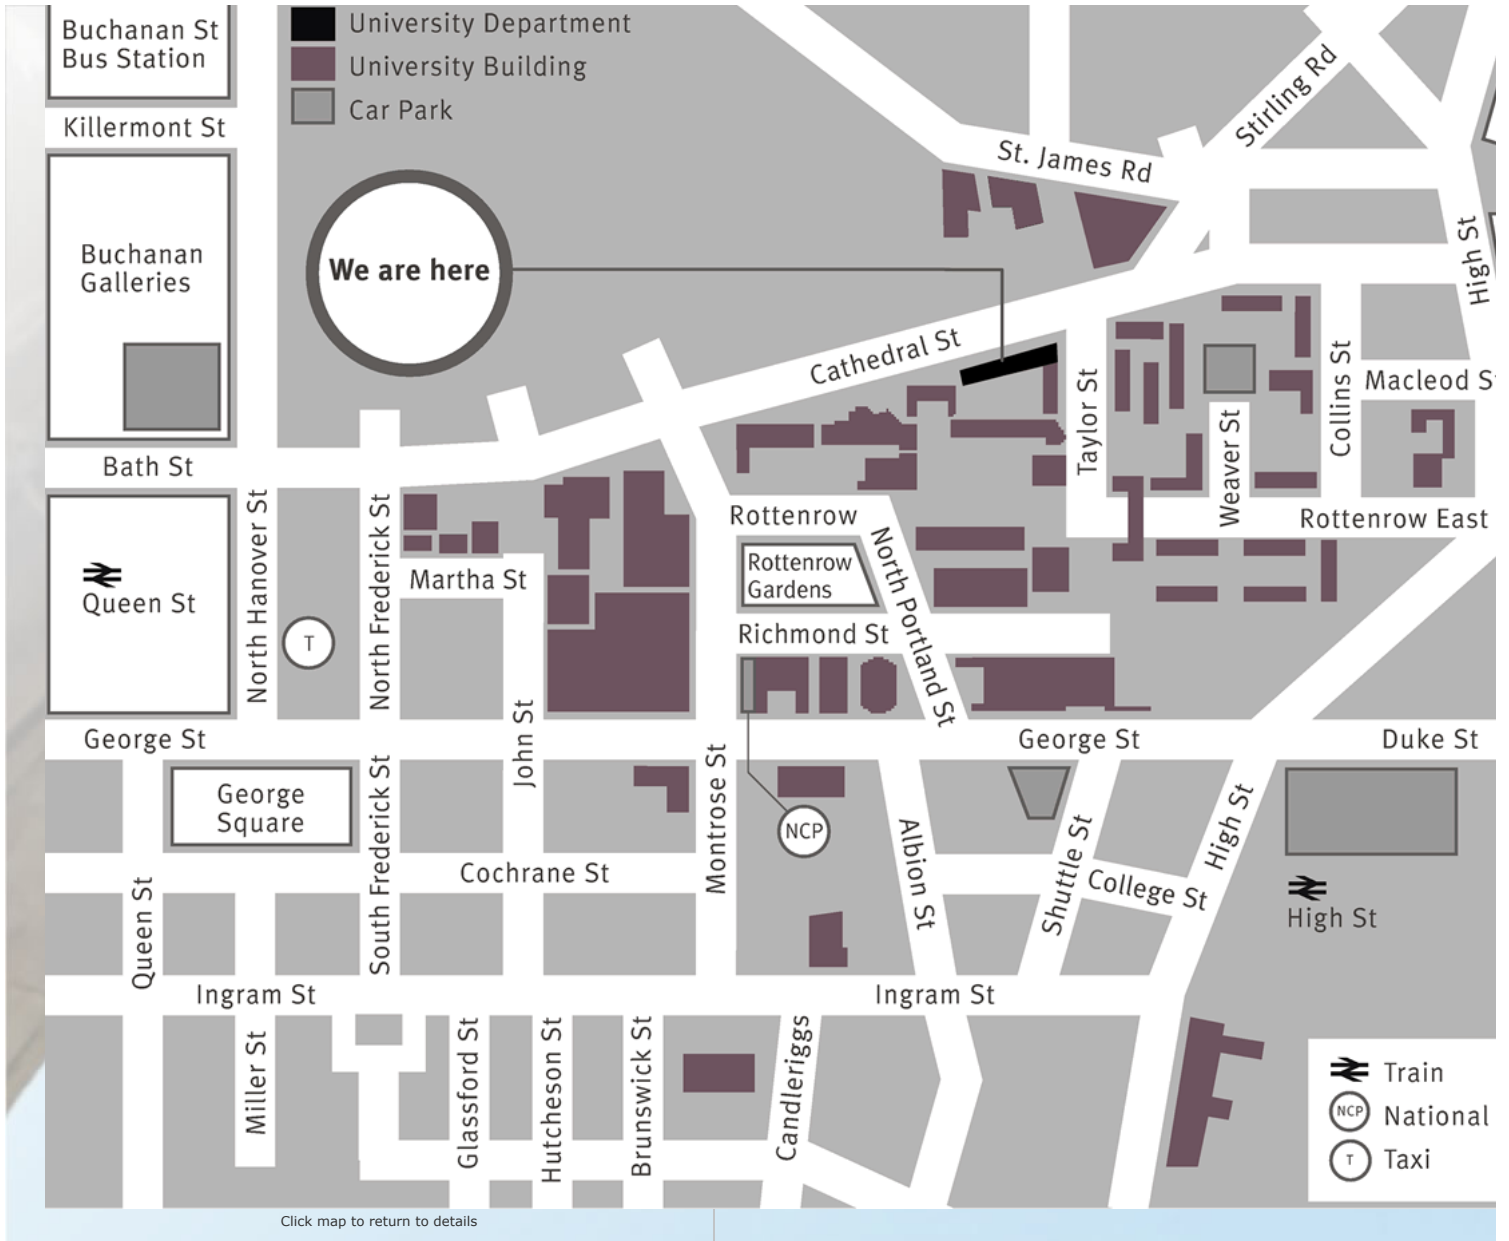 Buchanan St
Bus Station
University Department
University Building
Car Park
Killermont St
Stirling Rd
St. James Rd
Buchanan
Galleries
We are here
High St
Cathedral St
Taylor St
Collins St
Macleod S
Weaver St
Bath St
North Hanover St
North Frederick St
Rottenrow
Rottenrow East
Rottenrow
Gardens
North Portland St
Queen St
Martha St
T
Richmond St
George St
John St
George St
Duke St
George
Square
South Frederick St
Montrose St
NCP
Albion St
Shuttle St
High St
Cochrane St
College St
High St
Queen St
Ingram St
Ingram St
Miller St
Glassford St
Hutcheson St
Brunswick St
Candleriggs
Train
NCP National
T Taxi
Click map to return to details